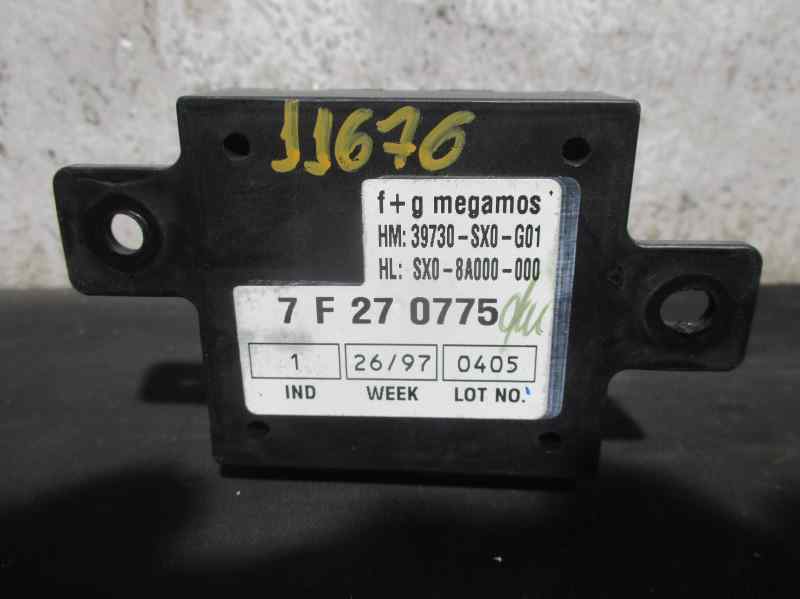 11676
f+g megamos
HM: 39730-SX0-G01
HL: SX0-8A000-000
7 F 27 0775
1 26/97 0405
IND WEEK LOT NO.